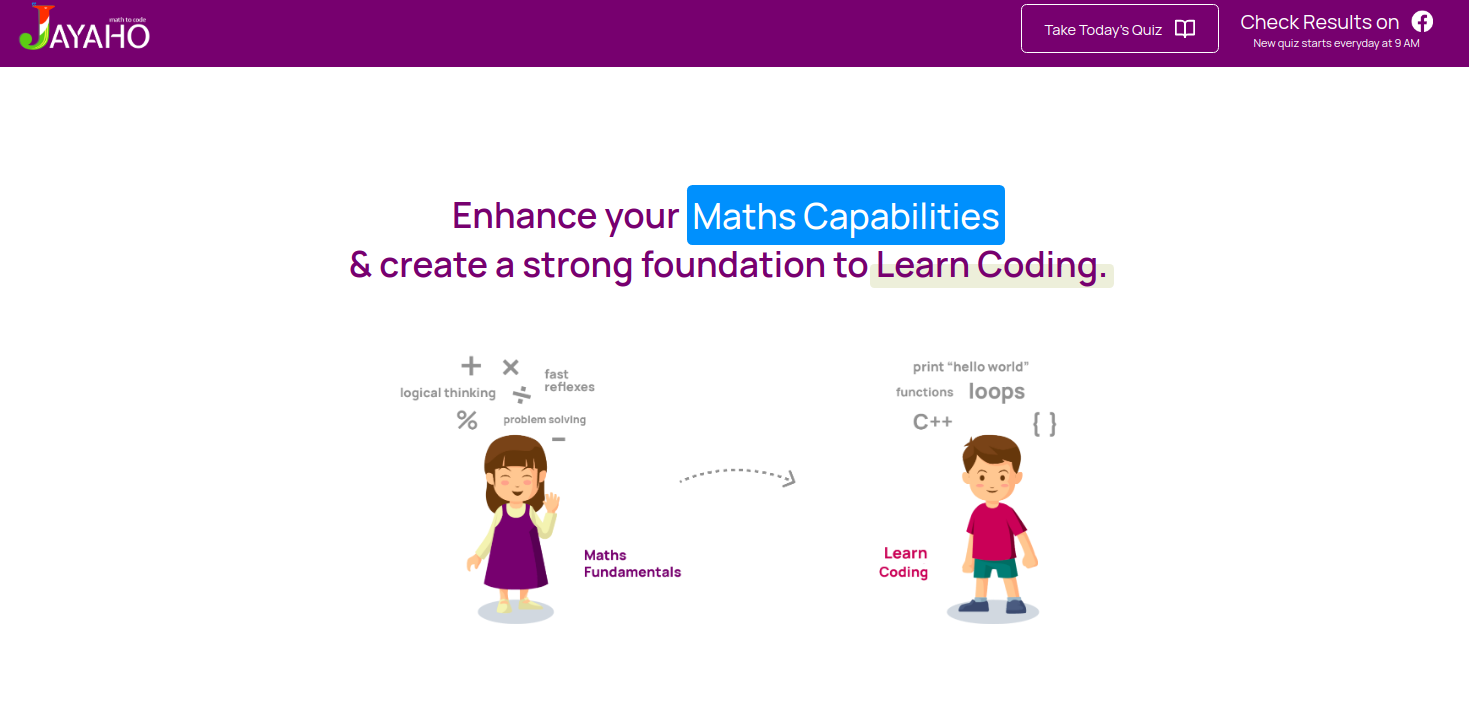 math to code
JAYAHO
Take Today's Quiz
Check Results on
New quiz starts everyday at 9 AM
Enhance your Maths Capabilities
& create a strong foundation to Learn Coding.
+ ×
fast
reflexes
logical thinking ÷
% problem solving
−
Maths
Fundamentals
print “hello world”
functions loops
C++ { }
Learn
Coding